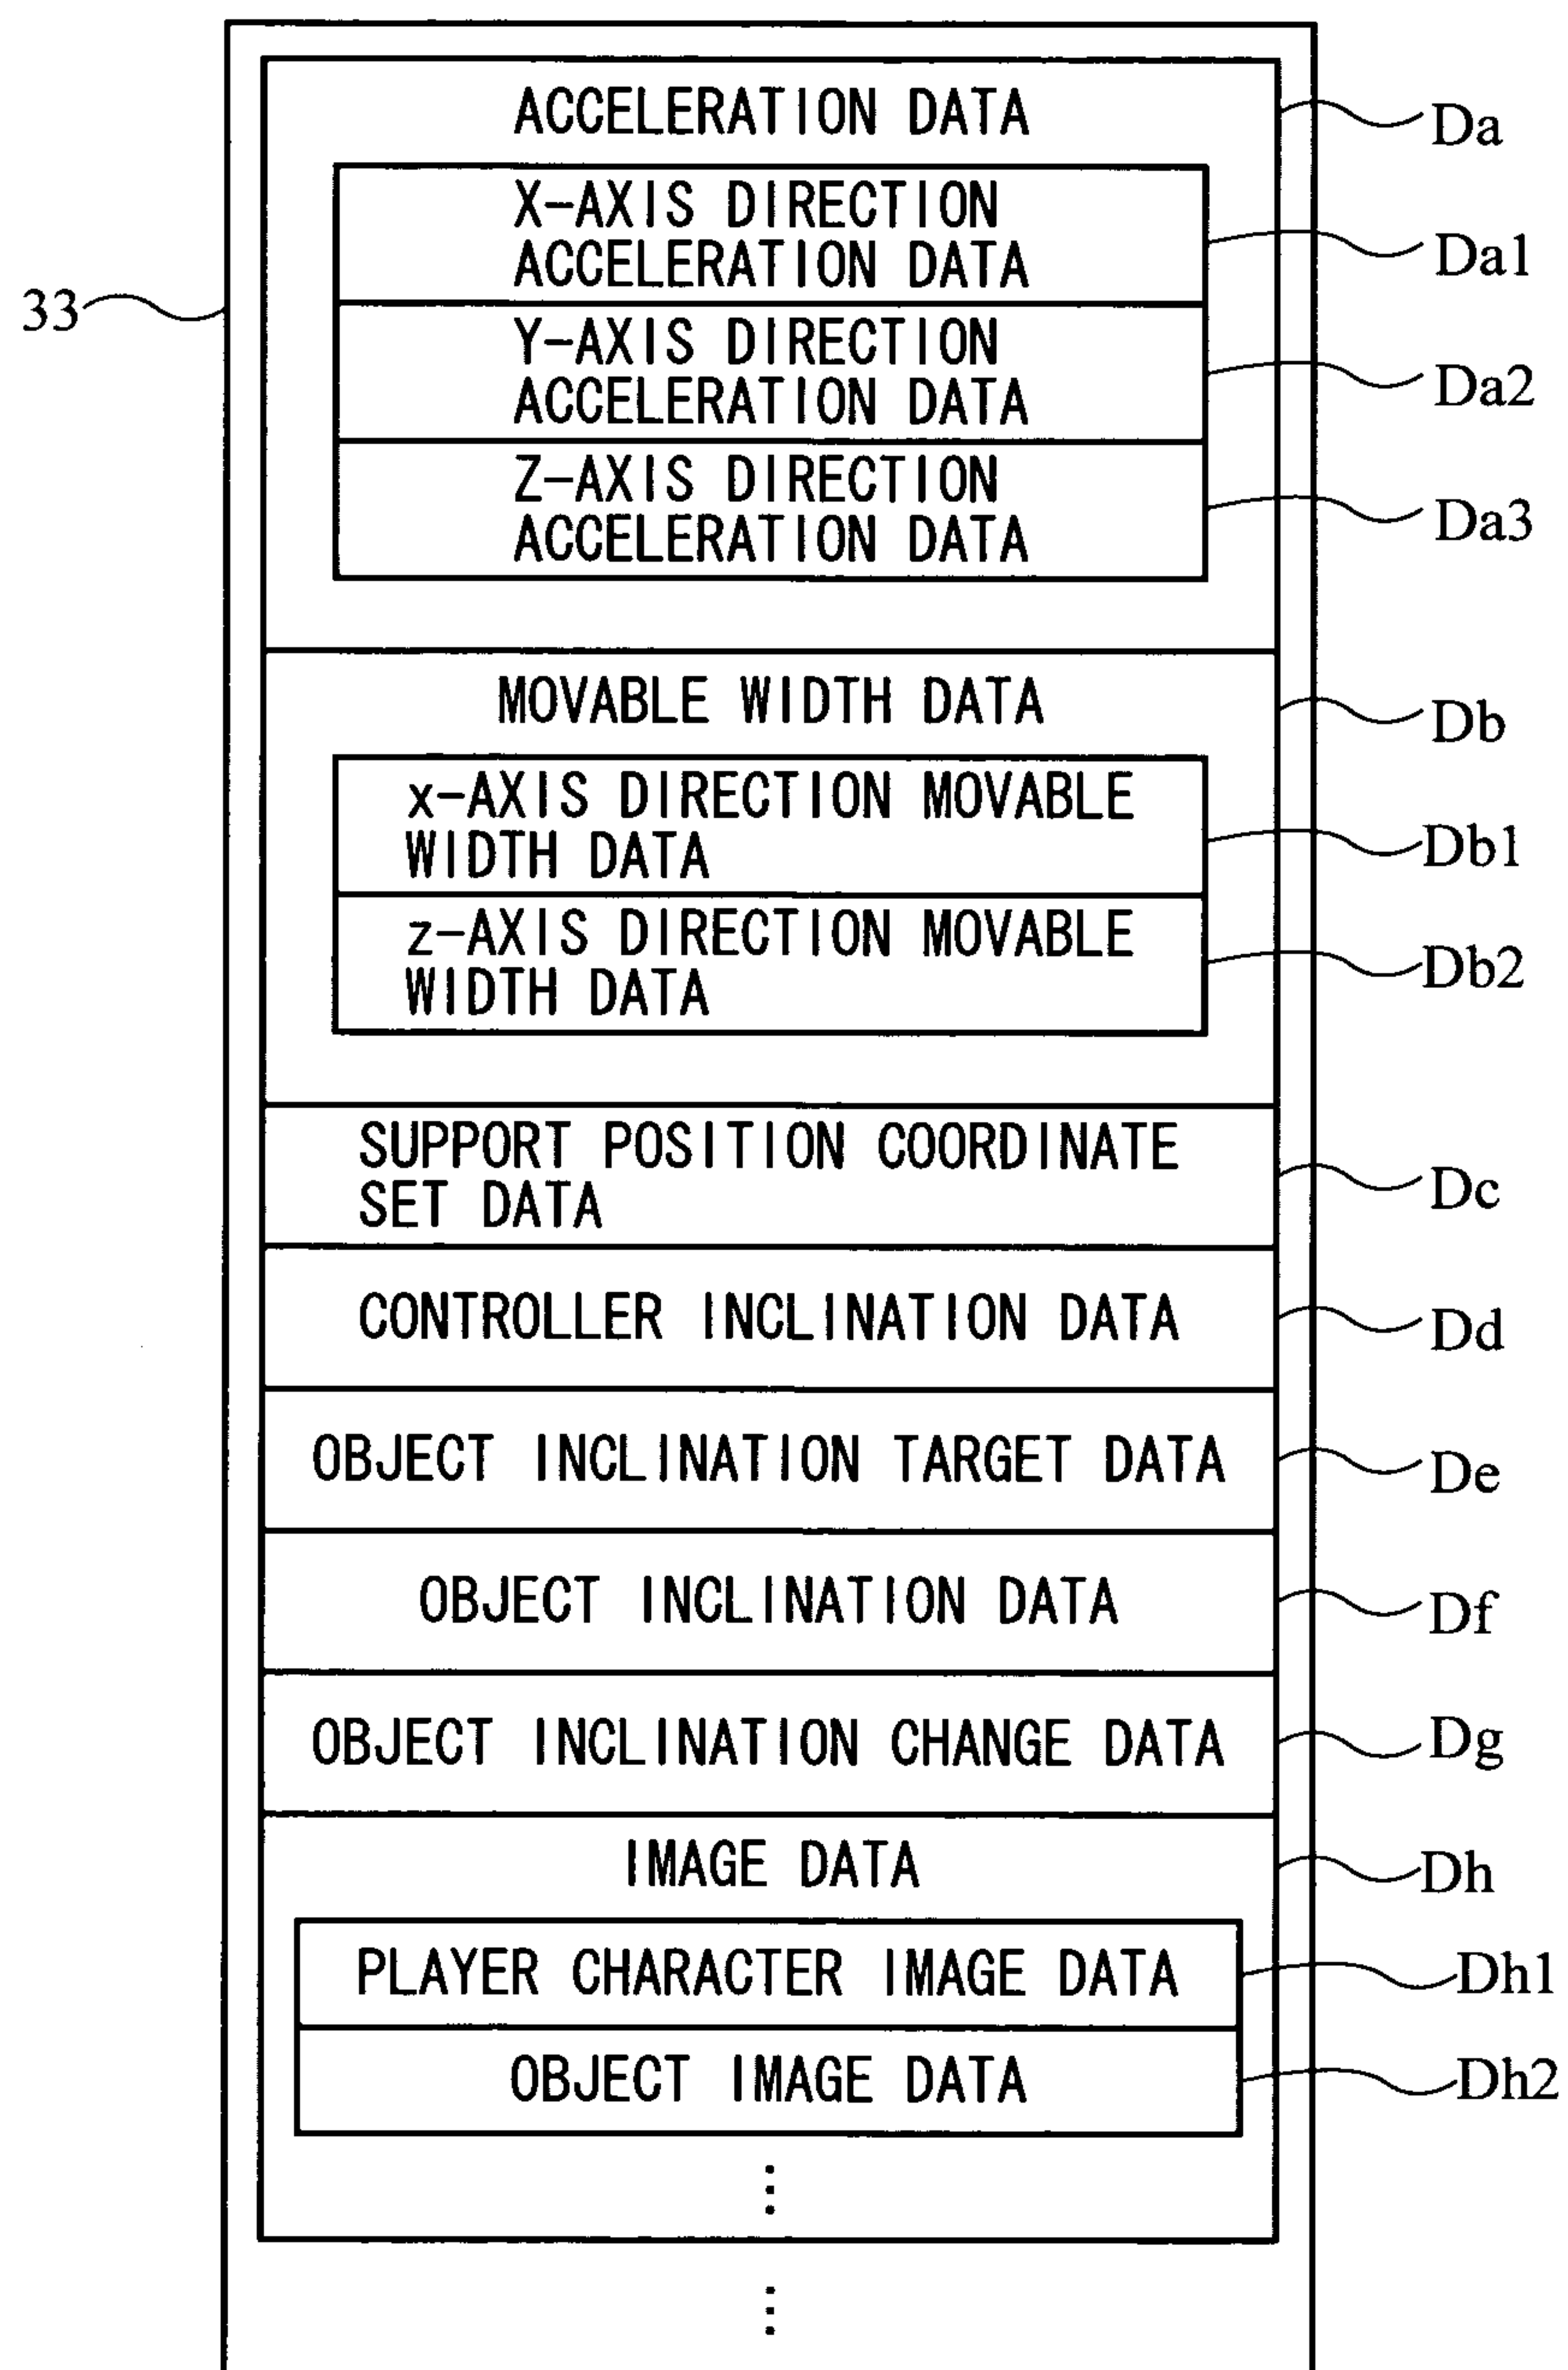 ACCELERATION DATA
Da
X-AXIS DIRECTION
ACCELERATION DATA
Da1
33
Y-AXIS DIRECTION
ACCELERATION DATA
Da2
Z-AXIS DIRECTION
ACCELERATION DATA
Da3
MOVABLE WIDTH DATA
Db
x-AXIS DIRECTION MOVABLE
WIDTH DATA
Db1
z-AXIS DIRECTION MOVABLE
WIDTH DATA
Db2
SUPPORT POSITION COORDINATE
SET DATA
Dc
CONTROLLER INCLINATION DATA
Dd
OBJECT INCLINATION TARGET DATA
De
OBJECT INCLINATION DATA
Df
OBJECT INCLINATION CHANGE DATA
Dg
IMAGE DATA
Dh
PLAYER CHARACTER IMAGE DATA
Dh1
OBJECT IMAGE DATA
Dh2